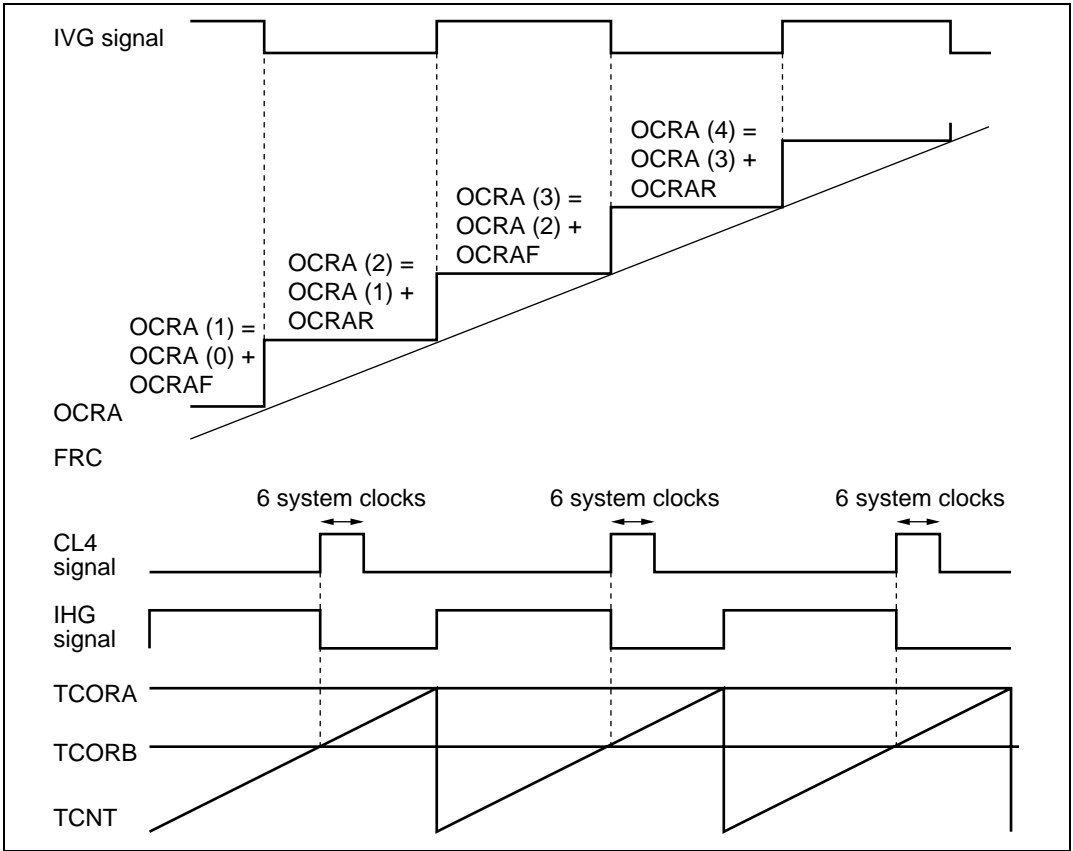 IVG signal
OCRA (4) =
OCRA (3) +
OCRAR
OCRA (3) =
OCRA (2) +
OCRAF
OCRA (2) =
OCRA (1) +
OCRAR
OCRA (1) =
OCRA (0) +
OCRAF
OCRA
FRC
6 system clocks 6 system clocks 6 system clocks
CL4
signal
IHG
signal
TCORA
TCORB
TCNT